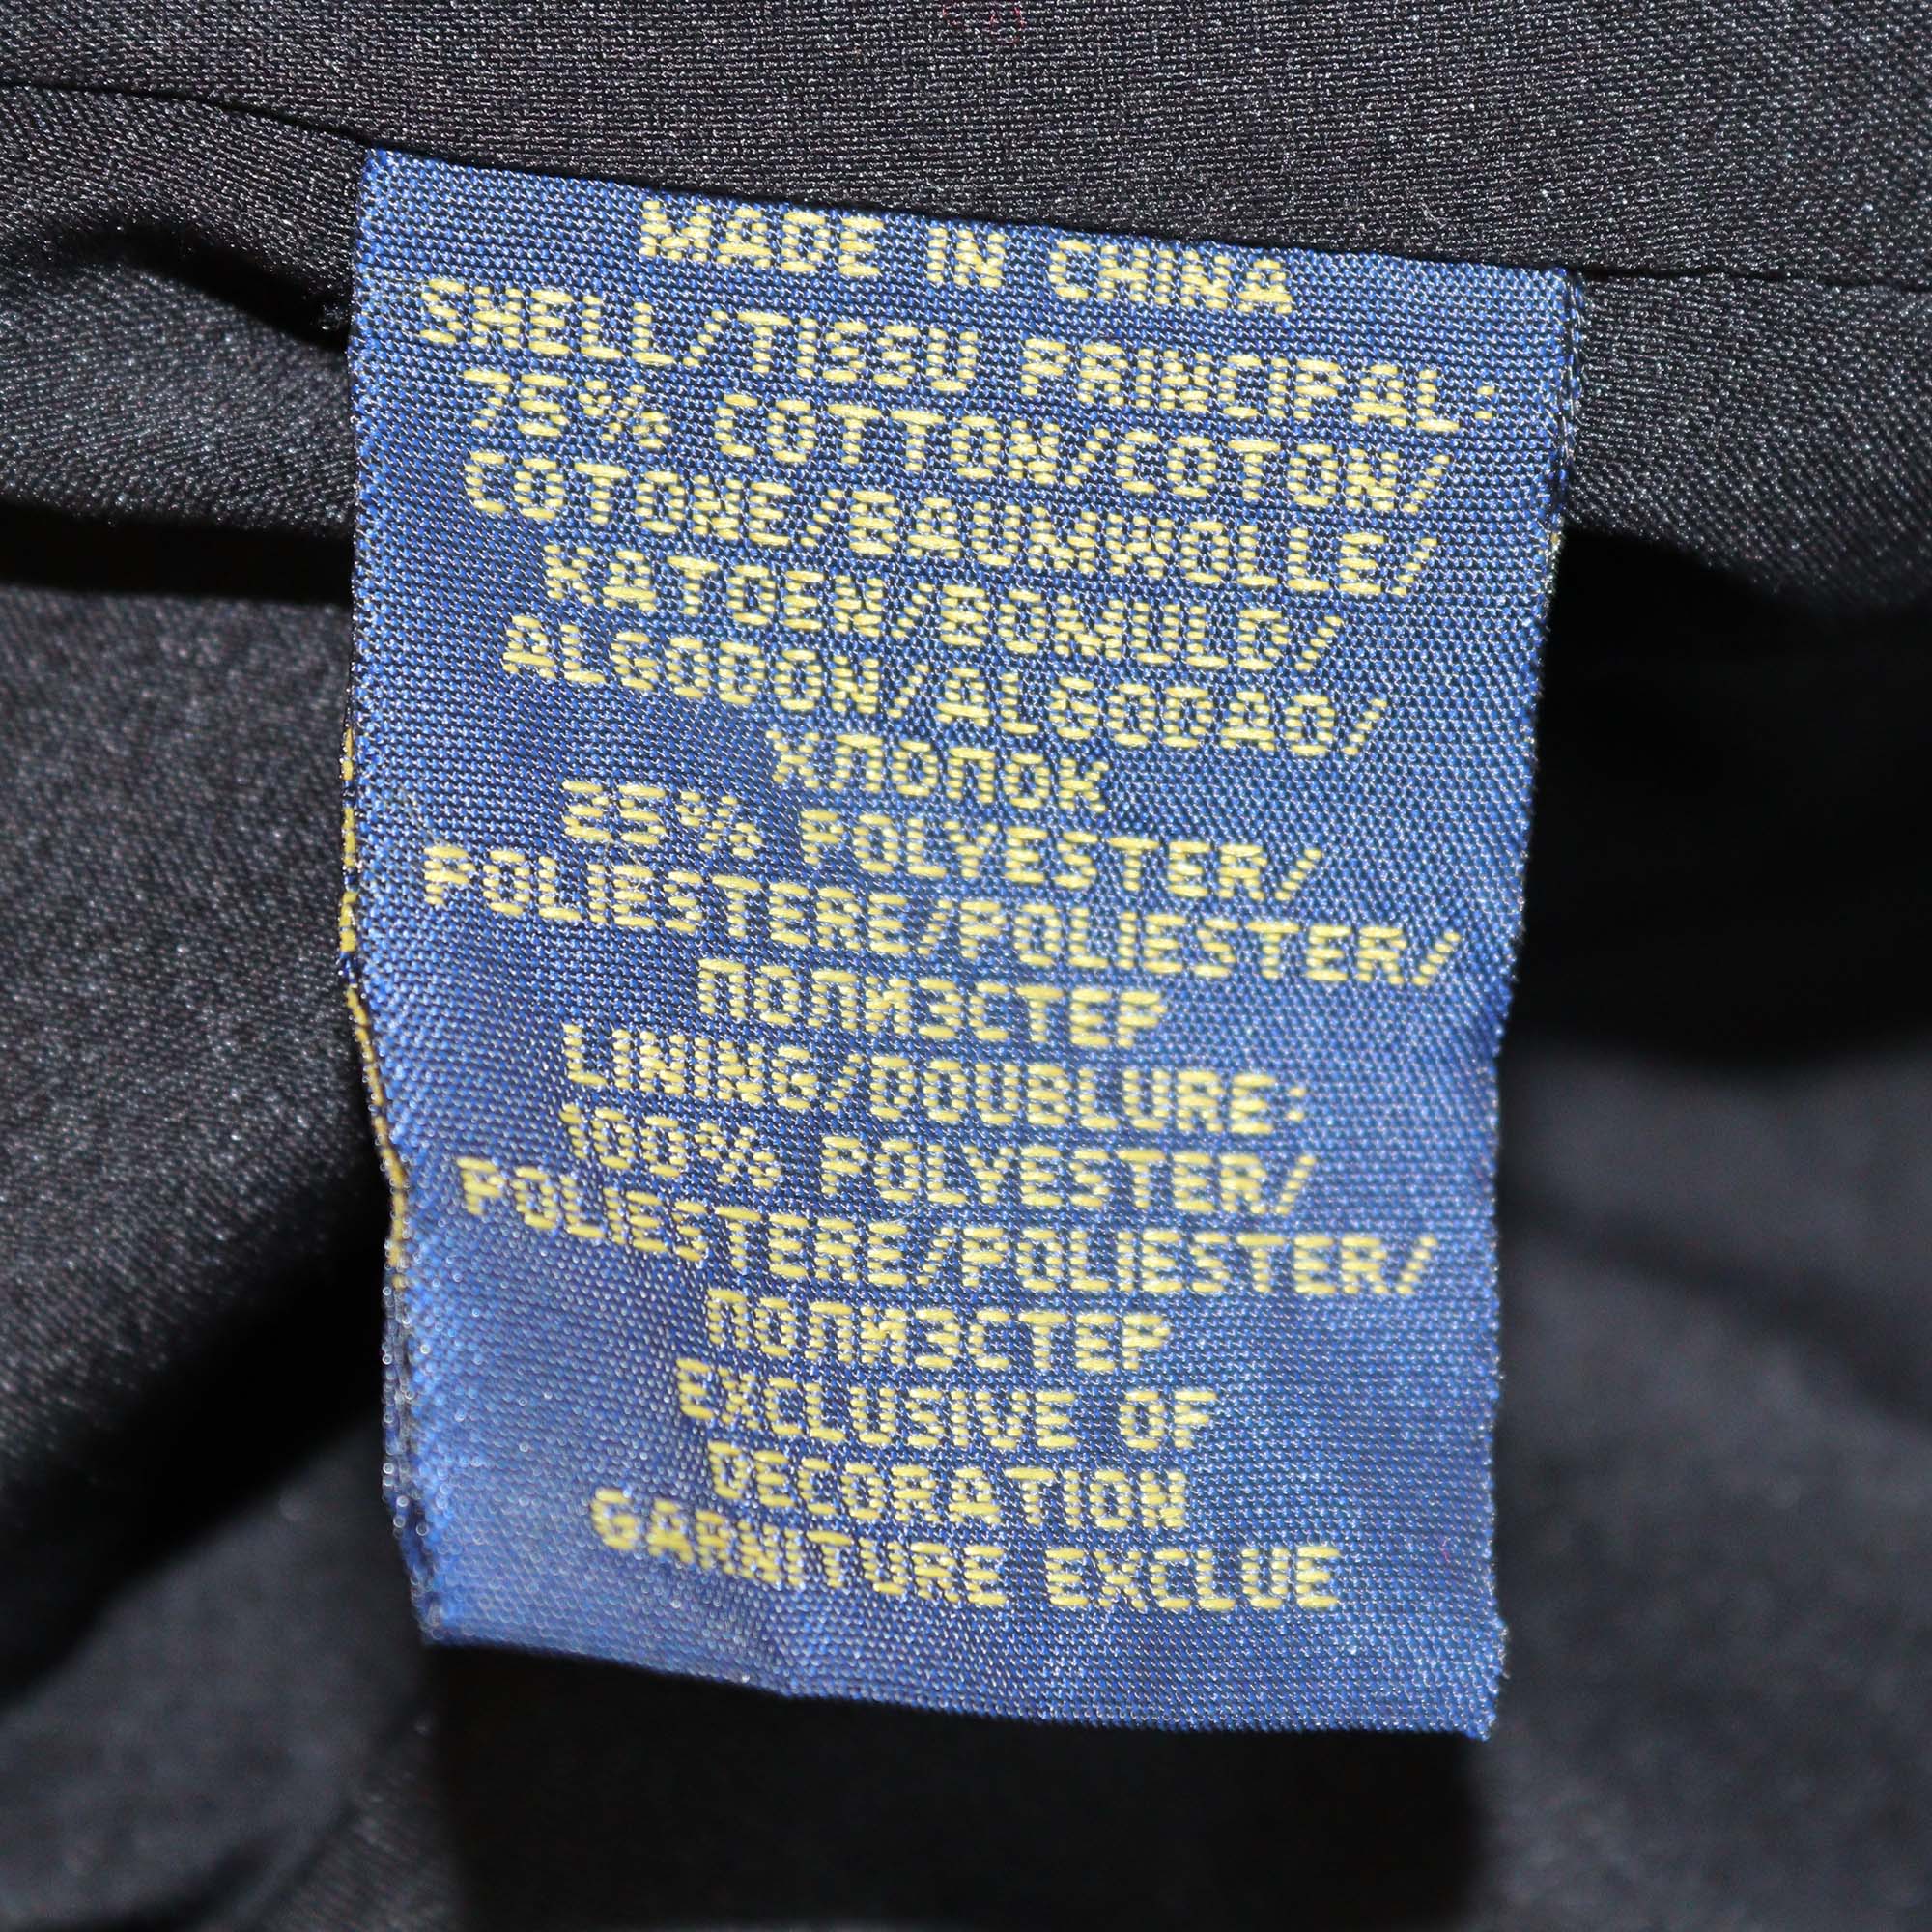 MADE IN CHINA
SHELL/TISSU PRINCIPAL:
75% COTTON/COTON/
COTONE/BAUMWOLLE/
KATOEN/BOMULD/
ALGODON/ALGODAO/
ХЛОПОК
25% POLYESTER/
POLIESTERE/POLIESTER/
ПОЛИЭСТЕР
LINING/DOUBLURE:
100% POLYESTER/
POLIESTERE/POLIESTER/
ПОЛИЭСТЕР
EXCLUSIVE OF
DECORATION
GARNITURE EXCLUE